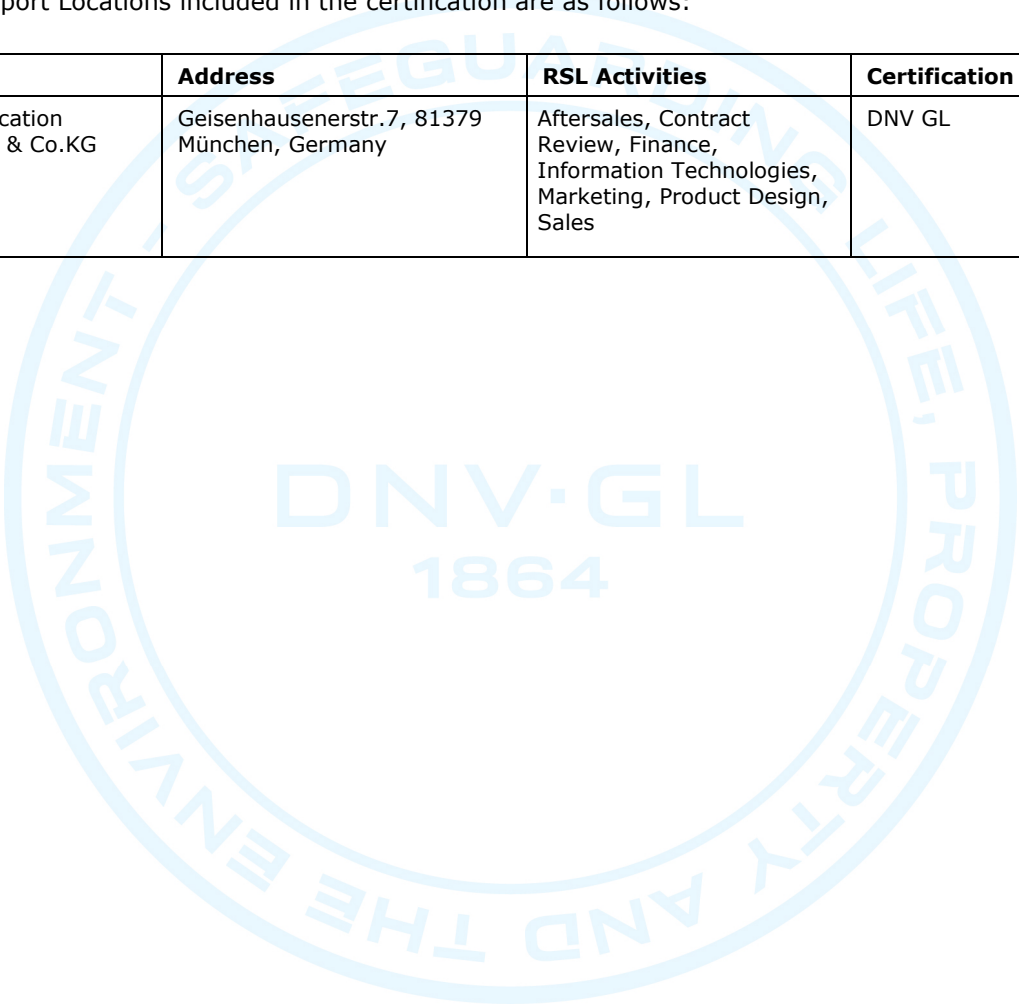 port Locations included in the certification are as follows:
Address RSL Activities Certification
cation Geisenhausenerstr.7, 81379 Aftersales, Contract DNV GL
& Co.KG München, Germany Review, Finance,
Information Technologies,
Marketing, Product Design,
Sales
SAFEGUARDING LIFE, PROPERTY AND THE ENVIRONMENT -
DNV·GL
1864